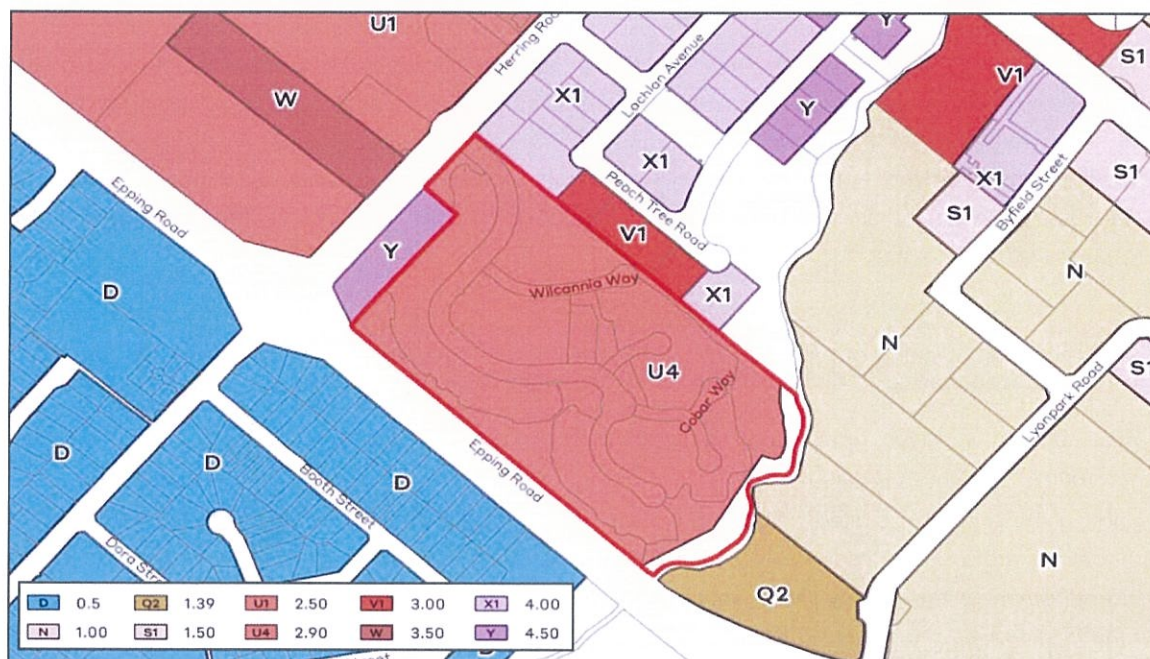 U1
Y
S1
Herring Roa
V1
X1
Lachlan Avenue
W
Y
X1
S1
X1
Epping Road
Peach Tree Road
S1
Byfield Street
V1
Y
N
D
Wilcannia Way
X1
N
U4
S1
Cobar Way
Lyonpark Road
D
D
D
Epping Road
Booth Street
Dora Stre
N
Q2
D 0.5 Q2 1.39 U1 2.50 V1 3.00 X1 4.00
N 1.00 S1 1.50 U4 2.90 W 3.50 Y 4.50
D